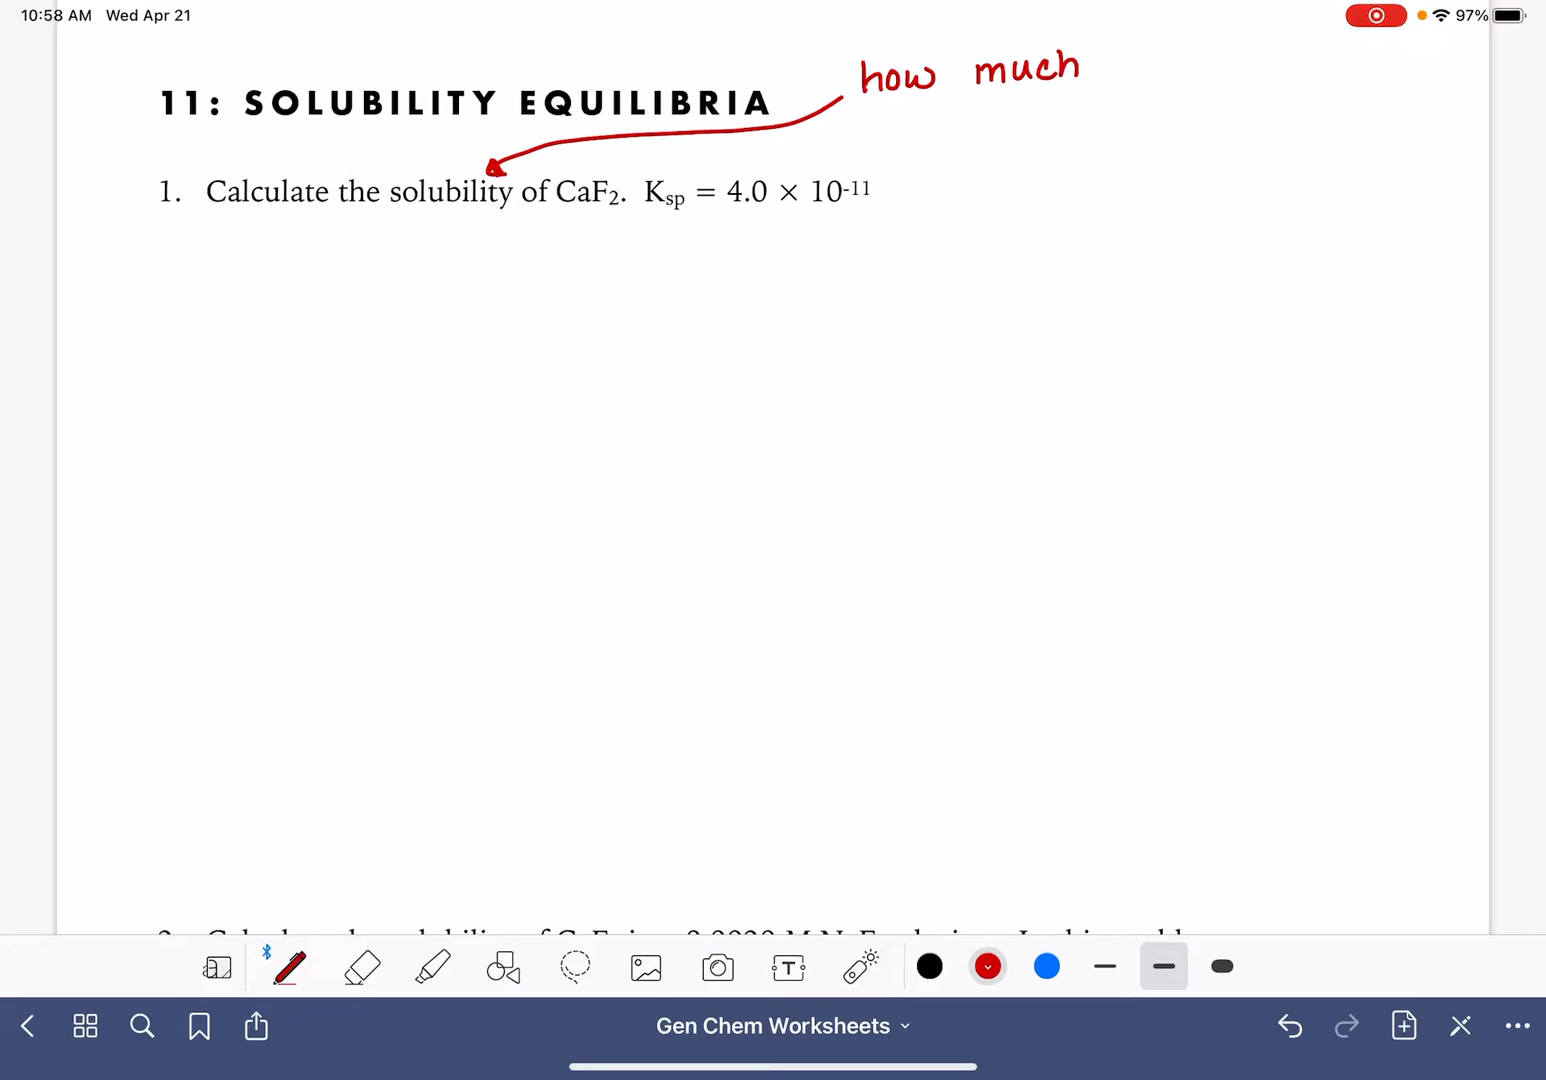 10:58 AM Wed Apr 21
97%
how much
11: SOLUBILITY EQUILIBRIA
1. Calculate the solubility of CaF₂. Kₛₚ = 4.0 × 10⁻¹¹
T
Gen Chem Worksheets